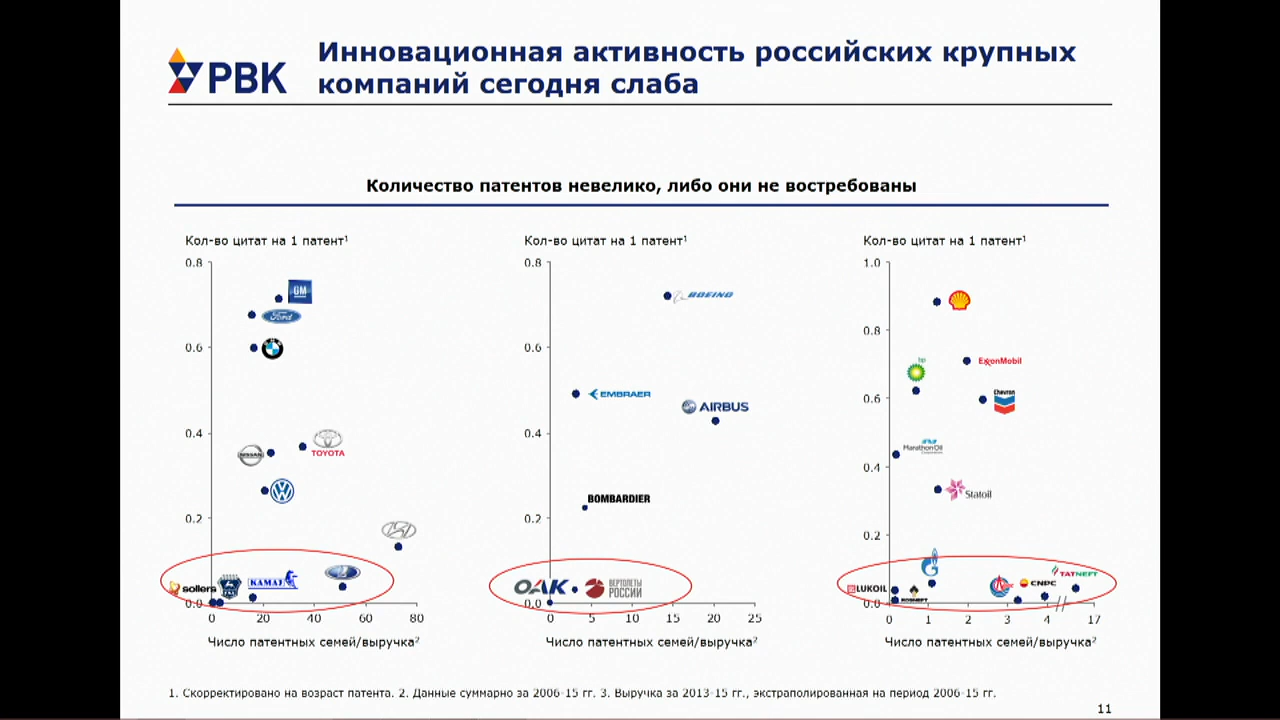 РВК
Инновационная активность российских крупных
компаний сегодня слаба
Количество патентов невелико, либо они не востребованы
Кол-во цитат на 1 патент¹
0.8
0.6
0.4
0.2
0.0
GM
Ford
NISSAN
TOYOTA
sollers
КАМАЗ
0
20
40
60
80
Число патентных семей/выручка²
Кол-во цитат на 1 патент¹
0.8
0.6
0.4
0.2
0.0
BOEING
EMBRAER
AIRBUS
BOMBARDIER
ОАК
ВЕРТОЛЕТЫ
РОССИИ
0
5
10
15
20
25
Число патентных семей/выручка²
Кол-во цитат на 1 патент¹
1.0
0.8
0.6
0.4
0.2
0.0
bp
ExxonMobil
Chevron
MarathonOil
Statoil
LUKOIL
ROSNEFT
CNPC
TATNEFT
0
1
2
3
4
17
Число патентных семей/выручка²
1. Скорректировано на возраст патента. 2. Данные суммарно за 2006-15 гг. 3. Выручка за 2013-15 гг., экстраполированная на период 2006-15 гг.
11